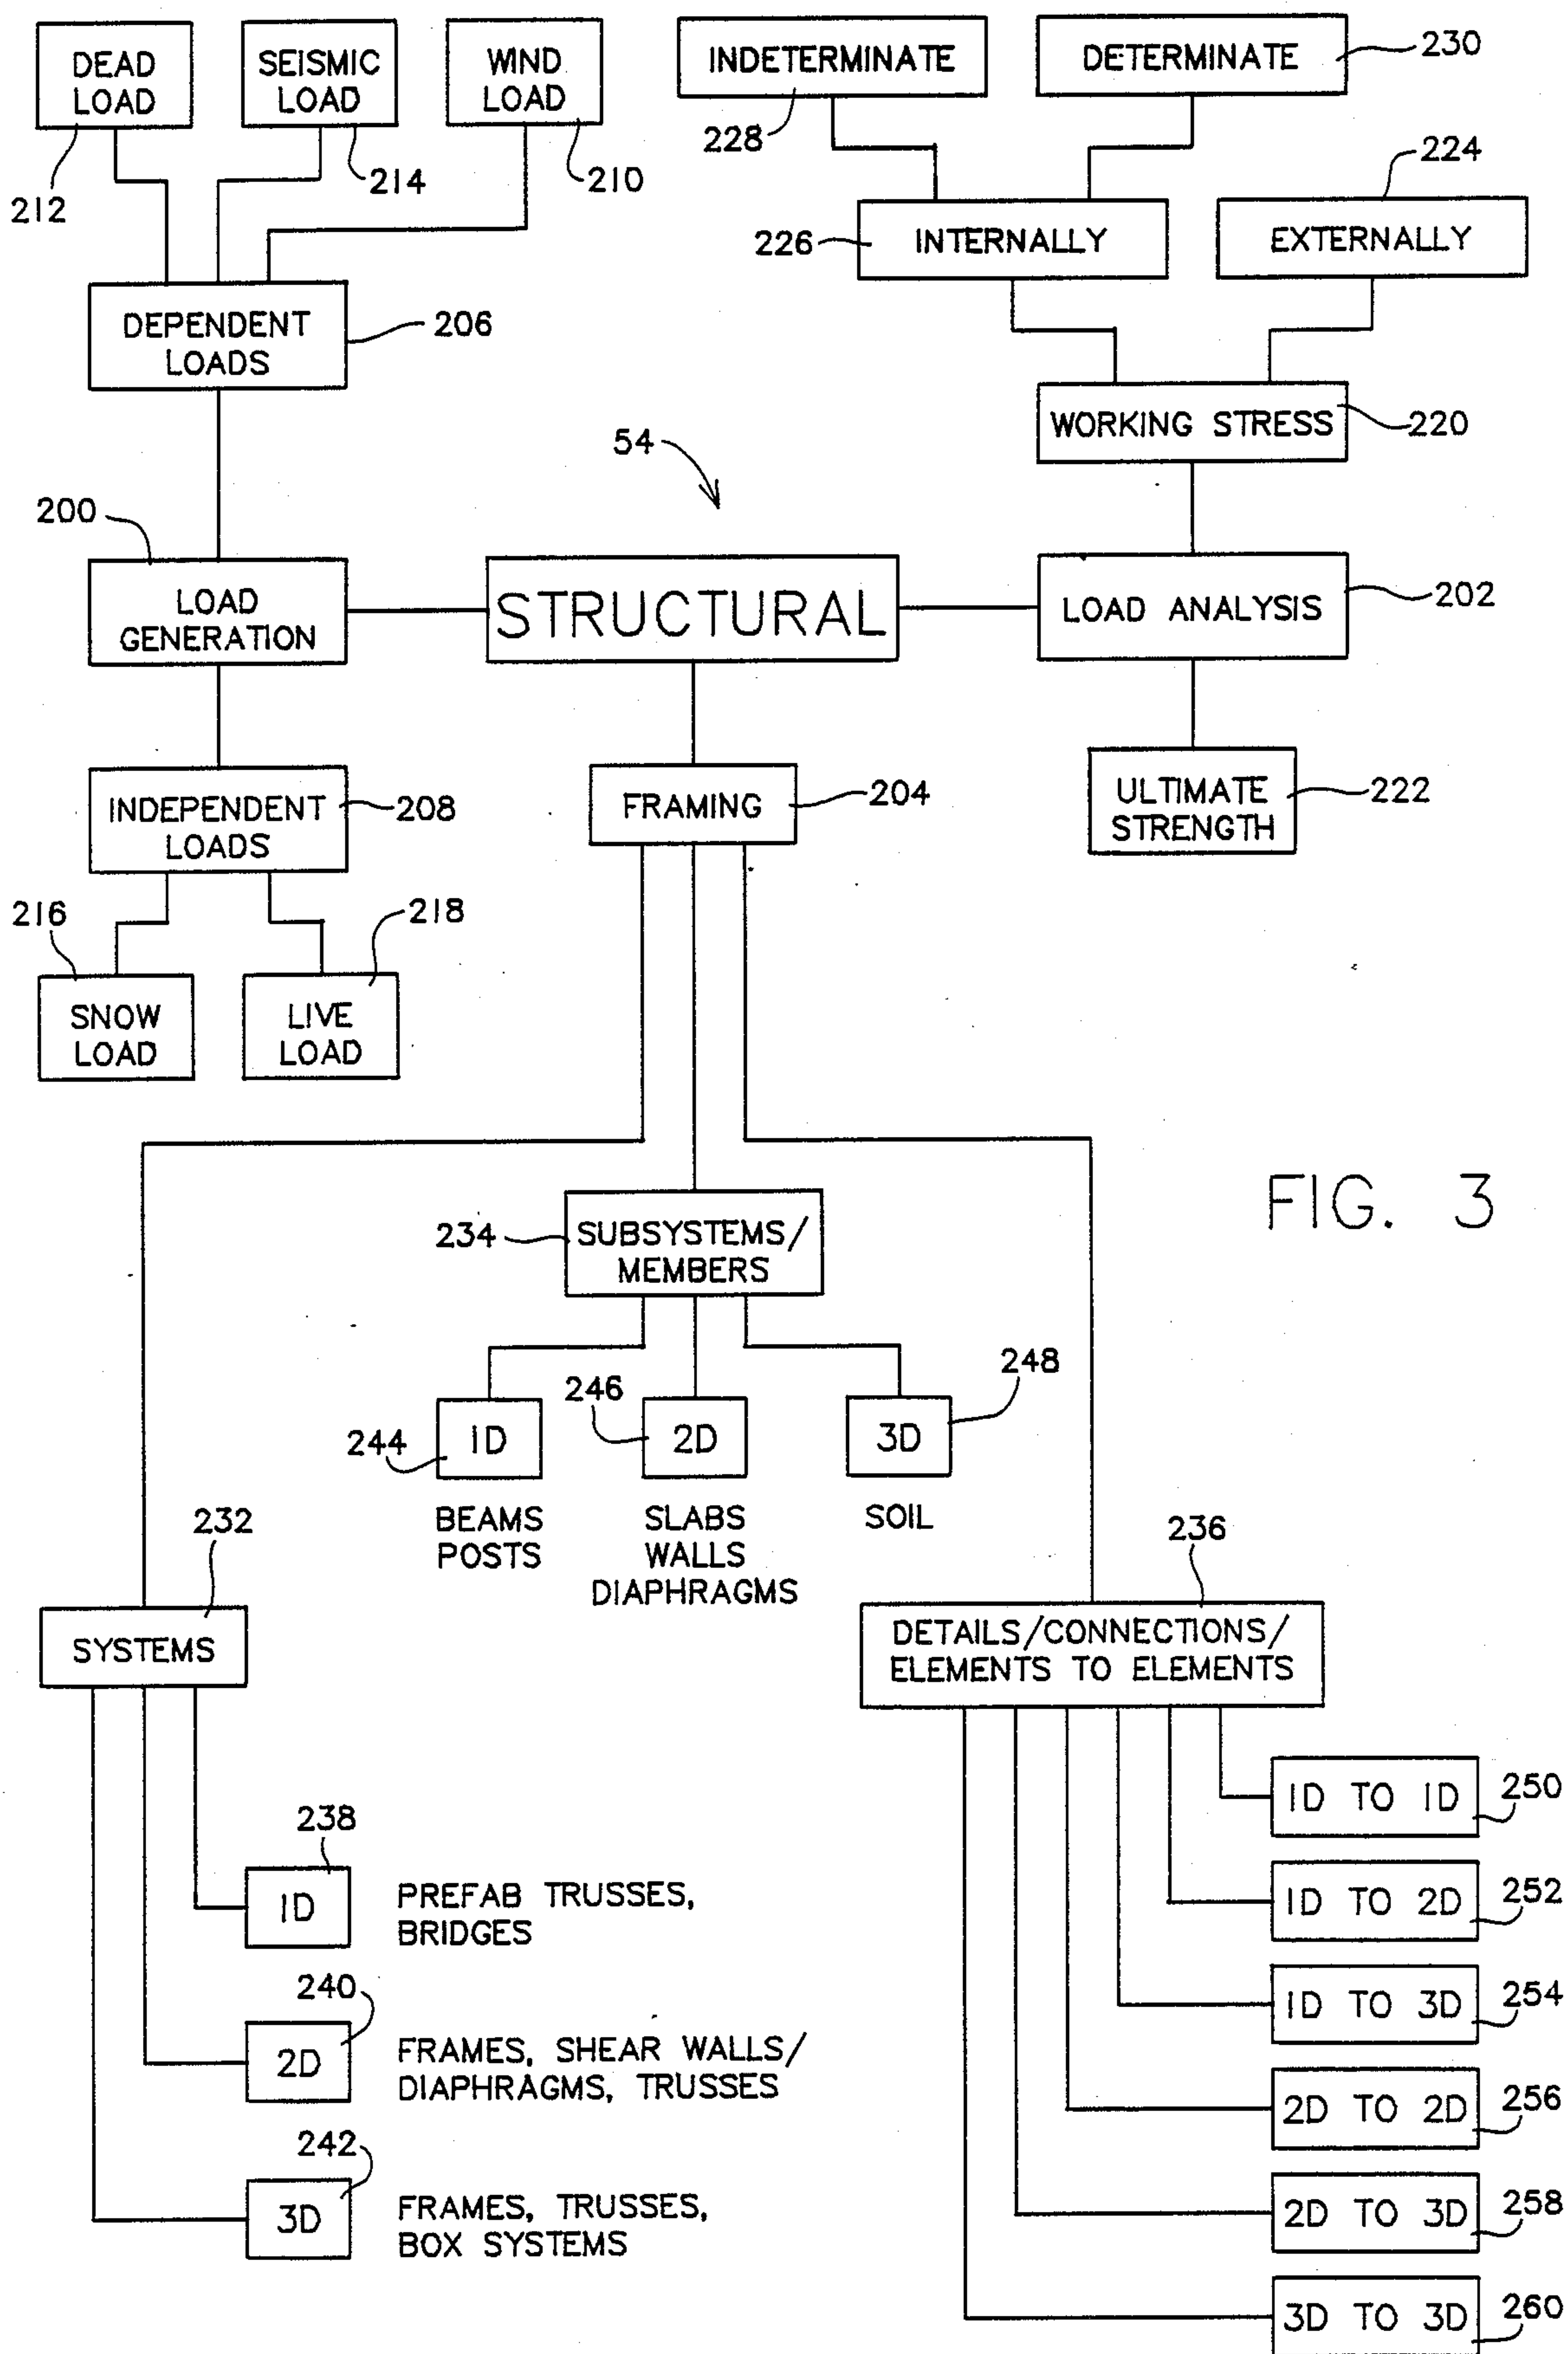 DEAD
LOAD
212
SEISMIC
LOAD
214
WIND
LOAD
210
INDETERMINATE
228
DETERMINATE
230
224
226
INTERNALLY
EXTERNALLY
DEPENDENT
LOADS
206
WORKING STRESS
220
54
200
LOAD
GENERATION
STRUCTURAL
LOAD ANALYSIS
202
INDEPENDENT
LOADS
208
FRAMING
204
ULTIMATE
STRENGTH
222
216
218
SNOW
LOAD
LIVE
LOAD
FIG. 3
234
SUBSYSTEMS/
MEMBERS
244
1D
246
2D
248
3D
BEAMS
POSTS
SLABS
WALLS
DIAPHRAGMS
SOIL
232
SYSTEMS
236
DETAILS/CONNECTIONS/
ELEMENTS TO ELEMENTS
238
1D
PREFAB TRUSSES,
BRIDGES
240
2D
FRAMES, SHEAR WALLS/
DIAPHRAGMS, TRUSSES
242
3D
FRAMES, TRUSSES,
BOX SYSTEMS
1D TO 1D
250
1D TO 2D
252
1D TO 3D
254
2D TO 2D
256
2D TO 3D
258
3D TO 3D
260